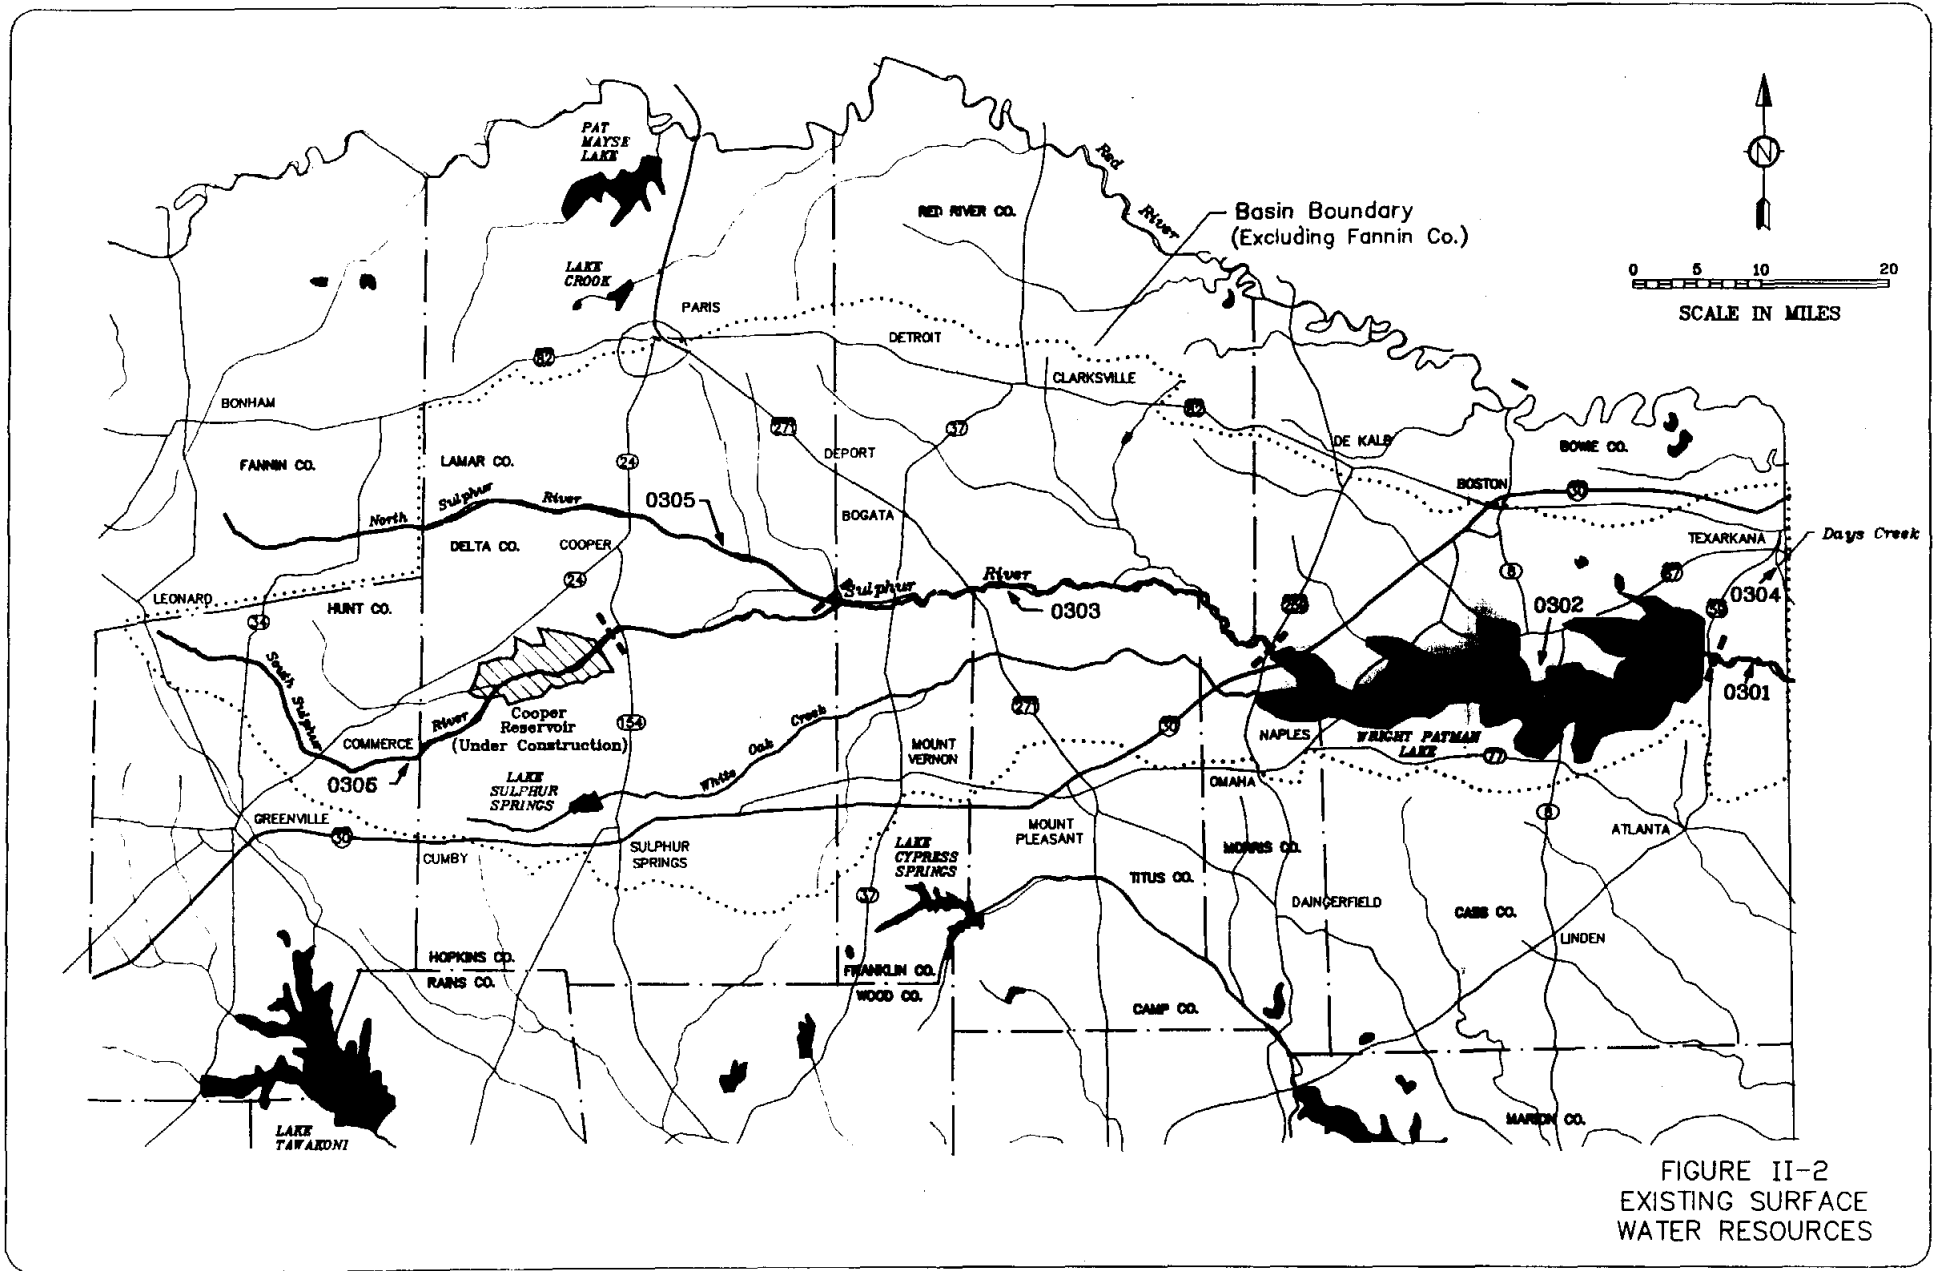 PAT
MAYSE
LAKE
Red
River
RED RIVER CO.
Basin Boundary
(Excluding Fannin Co.)
N
0 5 10 20
SCALE IN MILES
LAKE
CROOK
PARIS
DETROIT
82
CLARKSVILLE
82
BONHAM
271
37
DEPORT
DE KALB
BOWIE CO.
FANNIN CO.
LAMAR CO.
24
BOSTON
30
North
Sulphur
River
0305
BOGATA
DELTA CO.
COOPER
TEXARKANA
Days Creek
24
Sulphur
River
8
67
LEONARD
HUNT CO.
0303
0302
0304
34
259
59
South
Sulphur
River
0301
Cooper
Reservoir
(Under Construction)
154
271
30
White
Oak
Creek
COMMERCE
0306
MOUNT
VERNON
NAPLES
WRIGHT PATMAN
LAKE
77
LAKE
SULPHUR
SPRINGS
OMAHA
GREENVILLE
30
8
ATLANTA
CUMBY
SULPHUR
SPRINGS
MOUNT
PLEASANT
LAKE
CYPRESS
SPRINGS
MORRIS CO.
37
TITUS CO.
DAINGERFIELD
CASS CO.
LINDEN
HOPKINS CO.
RAINS CO.
FRANKLIN CO.
WOOD CO.
CAMP CO.
LAKE
TAWAKONI
MARION CO.
FIGURE II-2
EXISTING SURFACE
WATER RESOURCES